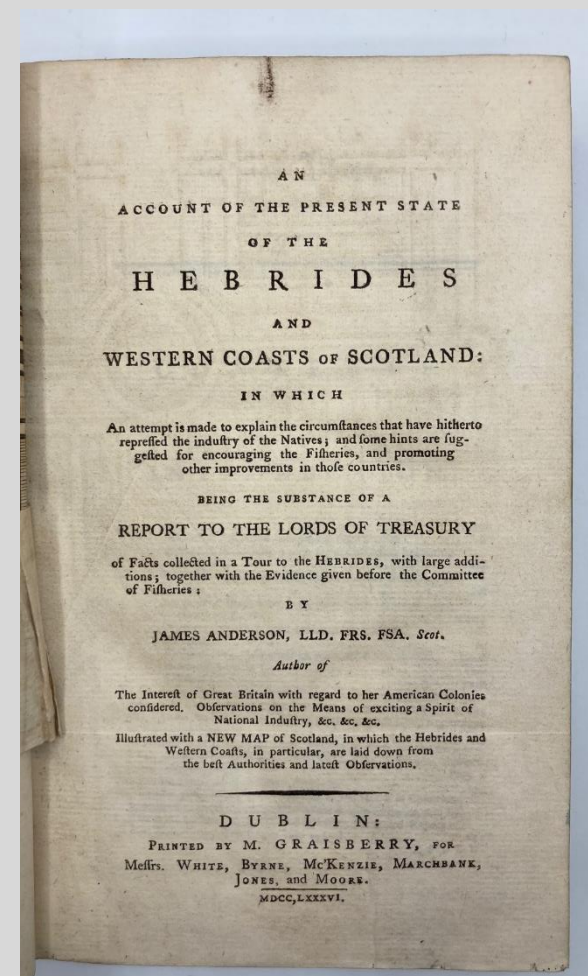 AN
ACCOUNT OF THE PRESENT STATE
OF THE
HEBRIDES
AND
WESTERN COASTS OF SCOTLAND:
IN WHICH
An attempt is made to explain the circumſtances that have hitherto
repreſſed the induſtry of the Natives; and ſome hints are ſug-
geſted for encouraging the Fiſheries, and promoting
other improvements in thoſe countries.
BEING THE SUBSTANCE OF A
REPORT TO THE LORDS OF TREASURY
of Facts collected in a Tour to the HEBRIDES, with large addi-
tions; together with the Evidence given before the Committee
of Fiſheries:
BY
JAMES ANDERSON, LLD. FRS. FSA. Scot.
Author of
The Intereſt of Great Britain with regard to her American Colonies
conſidered. Obſervations on the Means of exciting a Spirit of
National Induſtry, &c. &c. &c.
Illuſtrated with a NEW MAP of Scotland, in which the Hebrides and
Weſtern Coaſts, in particular, are laid down from
the beſt Authorities and lateſt Obſervations.
DUBLIN:
PRINTED BY M. GRAISBERRY, FOR
Meſſrs. WHITE, BYRNE, Mc'KENZIE, MARCHBANK,
JONES, and MOORE.
MDCC,LXXXVI.